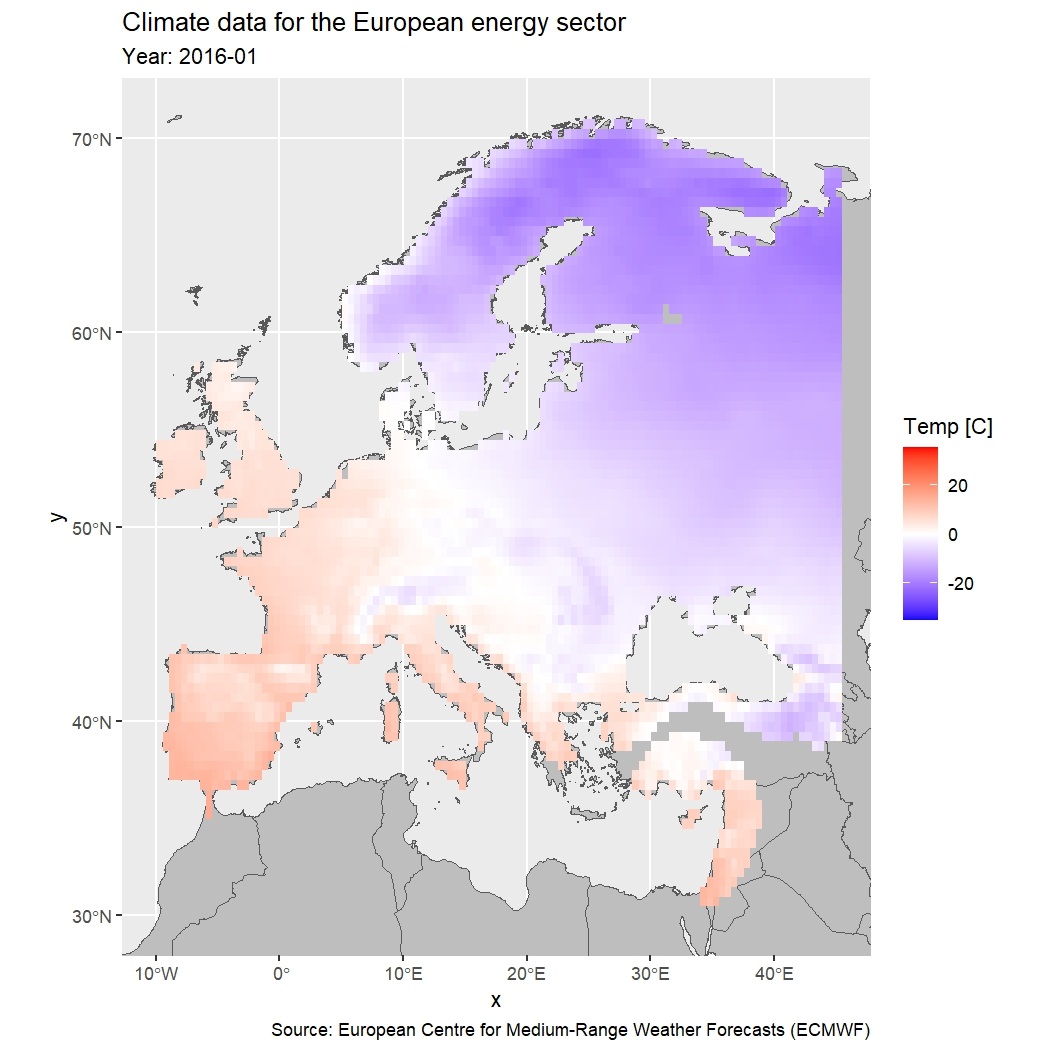 Climate data for the European energy sector
Year: 2016-01
70°N
60°N
50°N
40°N
30°N
y
10°W 0° 10°E 20°E 30°E 40°E
x
Temp [C]
20
0
-20
Source: European Centre for Medium-Range Weather Forecasts (ECMWF)